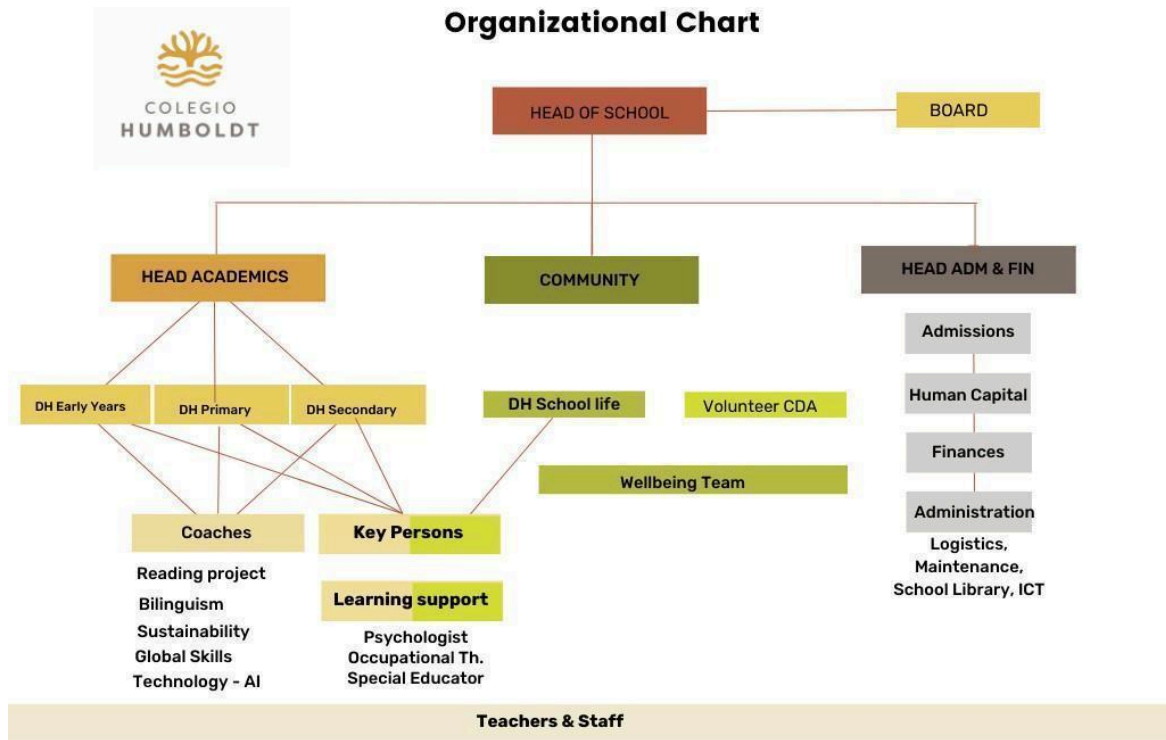 Organizational Chart
COLEGIO
HUMBOLDT
HEAD OF SCHOOL
BOARD
HEAD ACADEMICS
COMMUNITY
HEAD ADM & FIN
Admissions
Human Capital
Finances
Administration
Logistics,
Maintenance,
School Library, ICT
DH Early Years
DH Primary
DH Secondary
DH School life
Volunteer CDA
Wellbeing Team
Coaches
Reading project
Bilinguism
Sustainability
Global Skills
Technology - AI
Key Persons
Learning support
Psychologist
Occupational Th.
Special Educator
Teachers & Staff